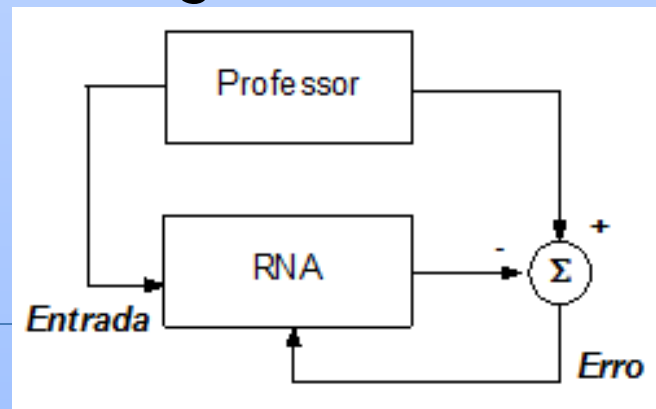 Professor
+
-
RNA
Σ
Entrada
Erro